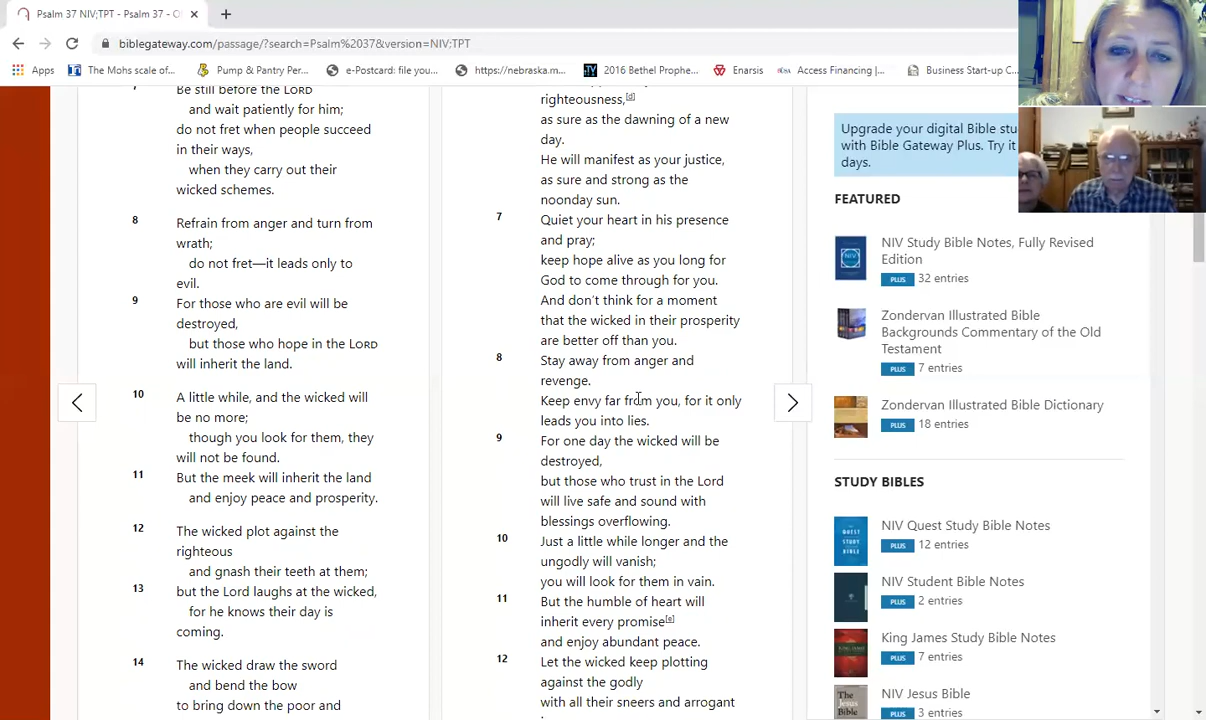 Psalm 37 NIV;TPT - Psalm 37 - C
biblegateway.com/passage/?search=Psalm%2037&version=NIV;TPT
Apps
The Mohs scale of...
Pump & Pantry Per...
e-Postcard: file you...
https://nebraska.m...
2016 Bethel Prophe...
Enarsis
Access Financing |...
Business Start-up C...
7
Be still before the LORD
and wait patiently for him;
do not fret when people succeed
in their ways,
when they carry out their
wicked schemes.
8
Refrain from anger and turn from
wrath;
do not fret—it leads only to
evil.
9
For those who are evil will be
destroyed,
but those who hope in the LORD
will inherit the land.
10
A little while, and the wicked will
be no more;
though you look for them, they
will not be found.
11
But the meek will inherit the land
and enjoy peace and prosperity.
12
The wicked plot against the
righteous
and gnash their teeth at them;
13
but the Lord laughs at the wicked,
for he knows their day is
coming.
14
The wicked draw the sword
and bend the bow
to bring down the poor and
righteousness,[d]
as sure as the dawning of a new
day.
He will manifest as your justice,
as sure and strong as the
noonday sun.
7
Quiet your heart in his presence
and pray;
keep hope alive as you long for
God to come through for you.
And don't think for a moment
that the wicked in their prosperity
are better off than you.
8
Stay away from anger and
revenge.
Keep envy far from you, for it only
leads you into lies.
9
For one day the wicked will be
destroyed,
but those who trust in the Lord
will live safe and sound with
blessings overflowing.
10
Just a little while longer and the
ungodly will vanish;
you will look for them in vain.
11
But the humble of heart will
inherit every promise[e]
and enjoy abundant peace.
12
Let the wicked keep plotting
against the godly
with all their sneers and arrogant
Upgrade your digital Bible stu
with Bible Gateway Plus. Try it
days.
FEATURED
NIV Study Bible Notes, Fully Revised
Edition
PLUS 32 entries
Zondervan Illustrated Bible
Backgrounds Commentary of the Old
Testament
PLUS 7 entries
Zondervan Illustrated Bible Dictionary
PLUS 18 entries
STUDY BIBLES
NIV Quest Study Bible Notes
PLUS 12 entries
NIV Student Bible Notes
PLUS 2 entries
King James Study Bible Notes
PLUS 7 entries
NIV Jesus Bible
PLUS 3 entries